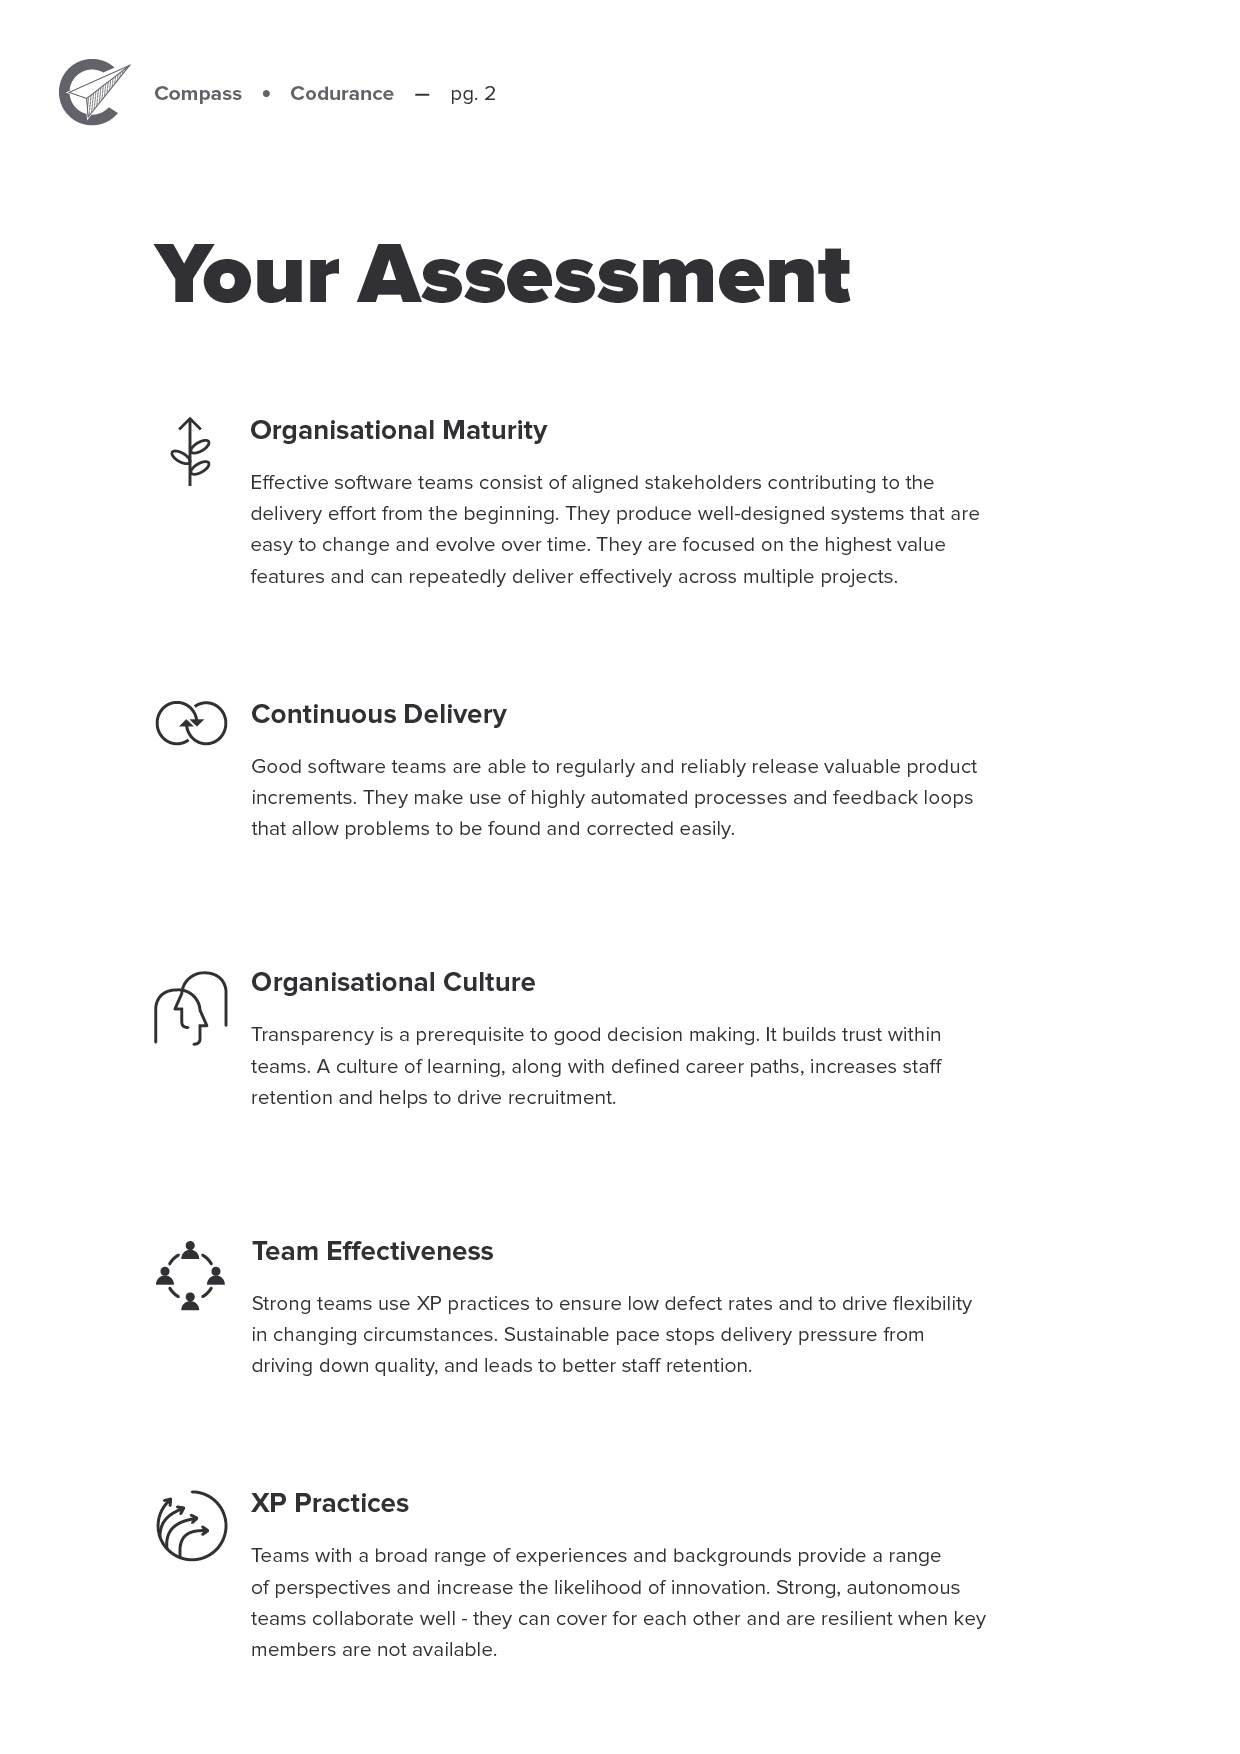 Compass • Codurance — pg. 2
Your Assessment
Organisational Maturity
Effective software teams consist of aligned stakeholders contributing to the
delivery effort from the beginning. They produce well-designed systems that are
easy to change and evolve over time. They are focused on the highest value
features and can repeatedly deliver effectively across multiple projects.
Continuous Delivery
Good software teams are able to regularly and reliably release valuable product
increments. They make use of highly automated processes and feedback loops
that allow problems to be found and corrected easily.
Organisational Culture
Transparency is a prerequisite to good decision making. It builds trust within
teams. A culture of learning, along with defined career paths, increases staff
retention and helps to drive recruitment.
Team Effectiveness
Strong teams use XP practices to ensure low defect rates and to drive flexibility
in changing circumstances. Sustainable pace stops delivery pressure from
driving down quality, and leads to better staff retention.
XP Practices
Teams with a broad range of experiences and backgrounds provide a range
of perspectives and increase the likelihood of innovation. Strong, autonomous
teams collaborate well - they can cover for each other and are resilient when key
members are not available.